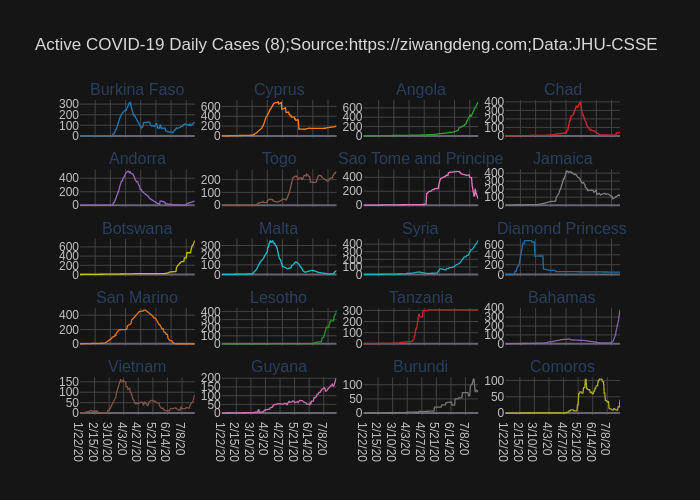 Active COVID-19 Daily Cases (8);Source:https://ziwangdeng.com;Data:JHU-CSSE
Burkina Faso Cyprus Angola Chad
300 200 100 0
600 400 200 0
600 400 200 0
400 300 200 100 0
Andorra Togo Sao Tome and Principe Jamaica
400 200 0
200 100 0
400 200 0
400 300 200 100 0
Botswana Malta Syria Diamond Princess
600 400 200 0
300 200 100 0
400 300 200 100 0
600 400 200 0
San Marino Lesotho Tanzania Bahamas
400 200 0
400 300 200 100 0
300 200 100 0
400 300 200 100 0
Vietnam Guyana Burundi Comoros
150 100 50 0
200 150 100 50 0
100 50 0
100 50 0
1/22/20 2/15/20 3/10/20 4/3/20 4/27/20 5/21/20 6/14/20 7/8/20
1/22/20 2/15/20 3/10/20 4/3/20 4/27/20 5/21/20 6/14/20 7/8/20
1/22/20 2/15/20 3/10/20 4/3/20 4/27/20 5/21/20 6/14/20 7/8/20
1/22/20 2/15/20 3/10/20 4/3/20 4/27/20 5/21/20 6/14/20 7/8/20